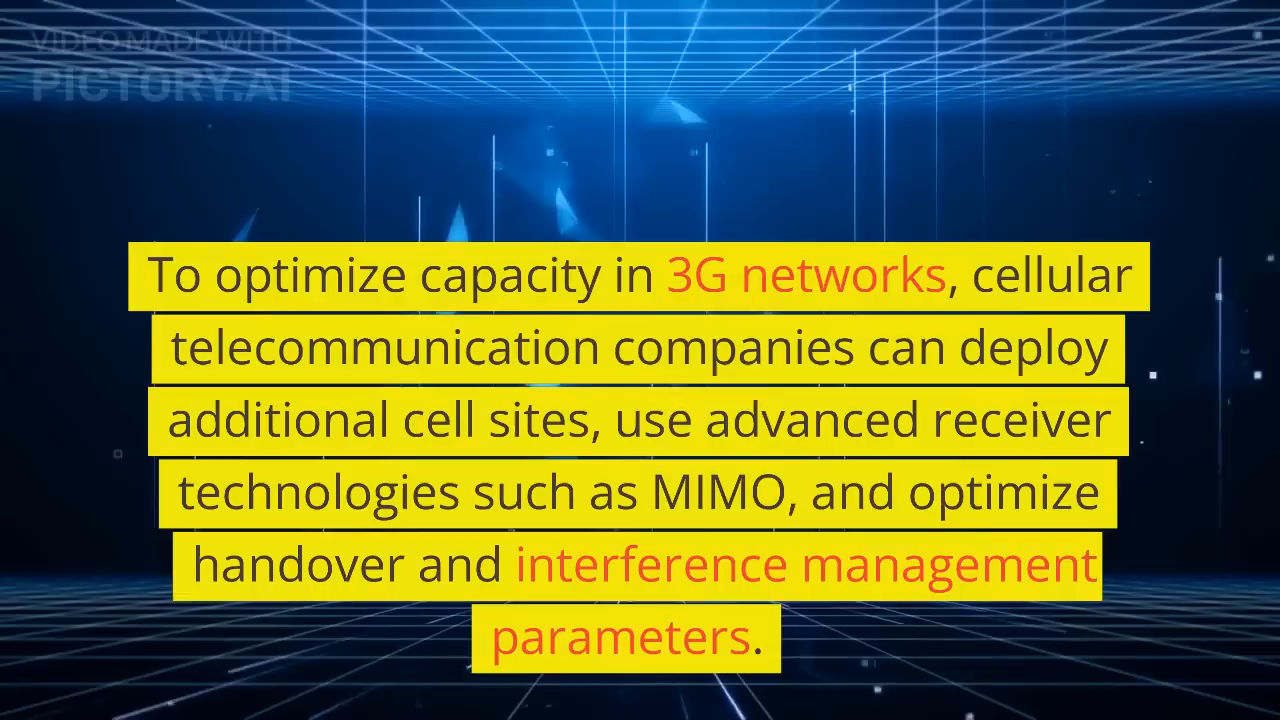 VIDEO MADE WITH
PICTORY.AI
To optimize capacity in 3G networks, cellular
telecommunication companies can deploy
additional cell sites, use advanced receiver
technologies such as MIMO, and optimize
handover and interference management
parameters.